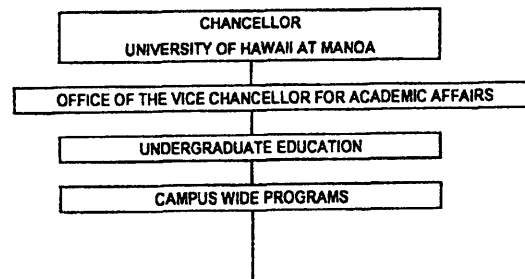 CHANCELLOR
UNIVERSITY OF HAWAII AT MANOA
OFFICE OF THE VICE CHANCELLOR FOR ACADEMIC AFFAIRS
UNDERGRADUATE EDUCATION
CAMPUS WIDE PROGRAMS